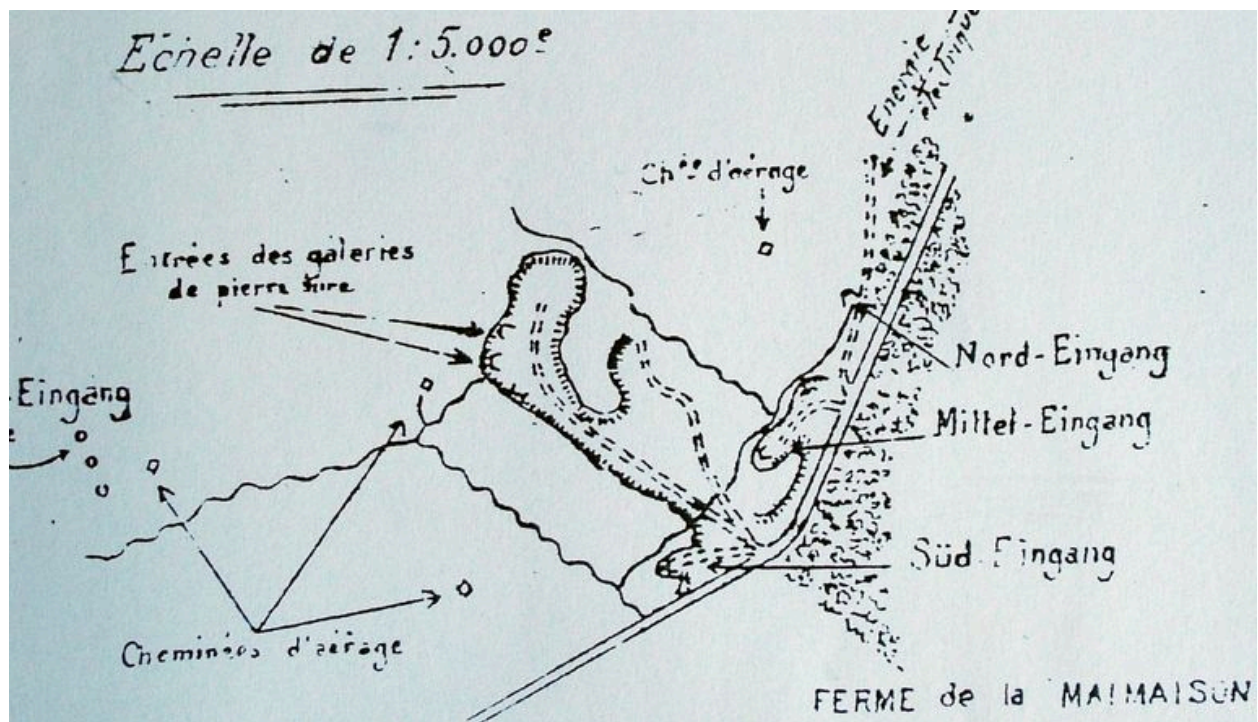 Echelle de 1:5.000e
Energie
électrique
Chée d'aérage
Entrées des galeries
de pierre
Nord-Eingang
Eingang
Mittel-Eingang
Süd-Eingang
Cheminées d'aérage
FERME de la MALMAISON